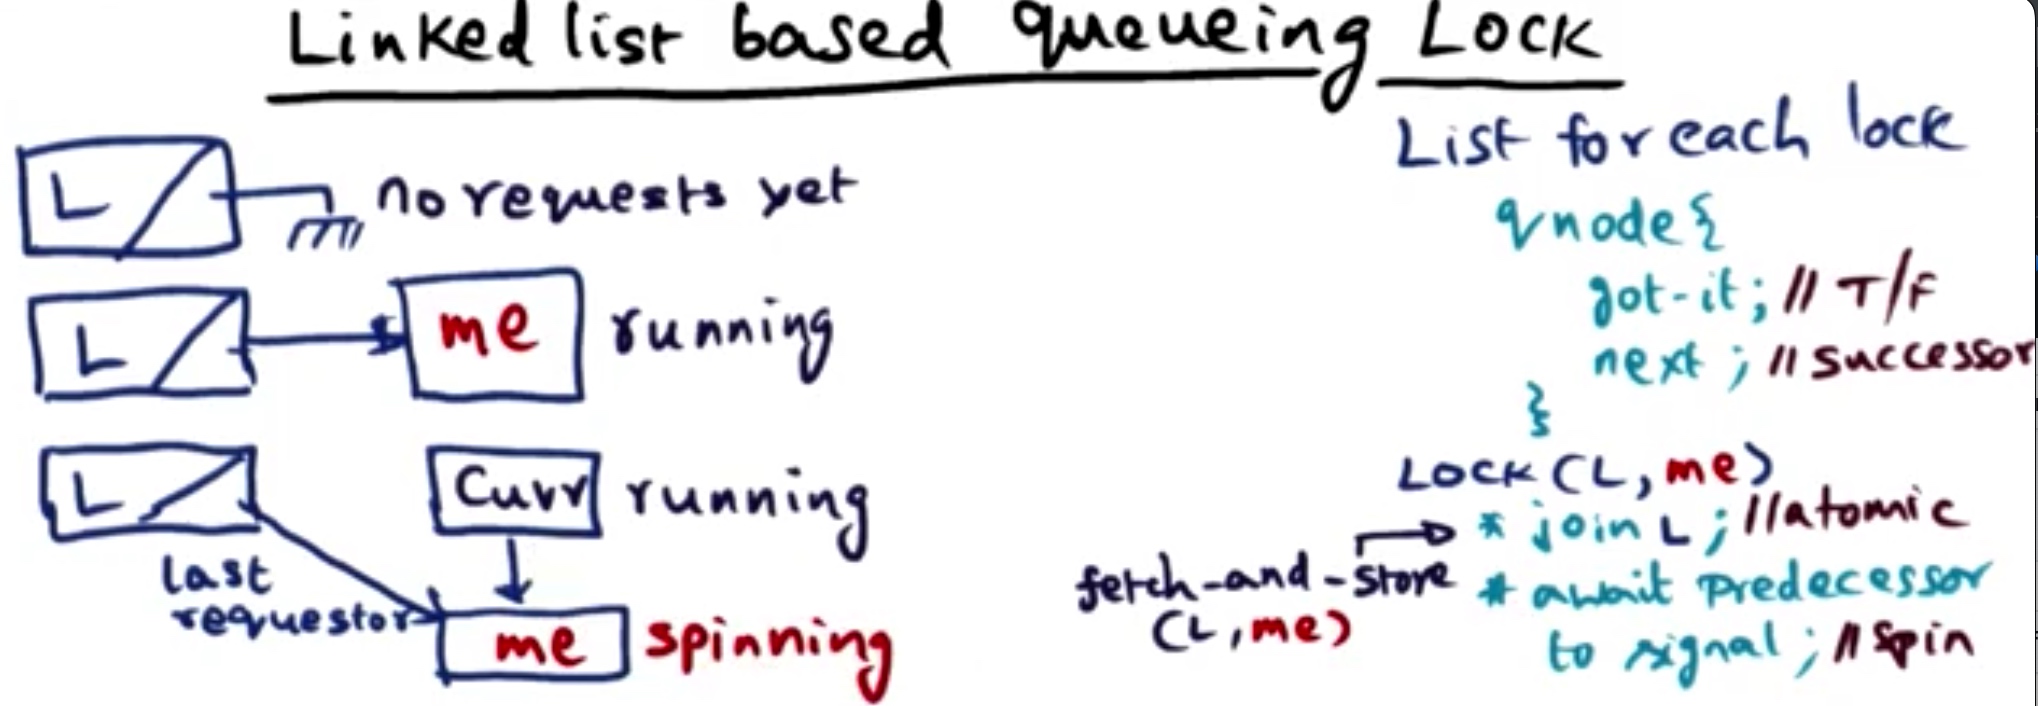 Linked list based queueing Lock
L
no requests yet
L
me
running
L
Curr
running
last
requestor
me
spinning
List for each lock
qnode {
got-it; // T/F
next; // successor
}
LOCK (L, me)
* join L; //atomic
fetch-and-store
(L, me)
* await predecessor
to signal; // spin